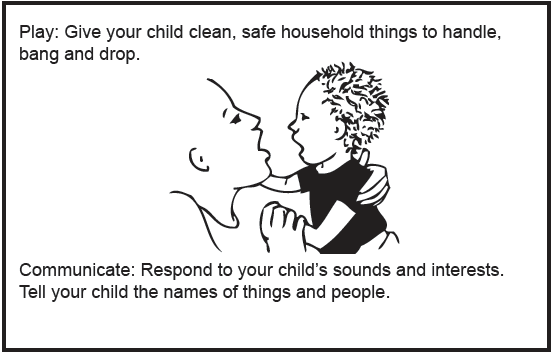 Play: Give your child clean, safe household things to handle,
bang and drop.
Communicate: Respond to your child’s sounds and interests.
Tell your child the names of things and people.